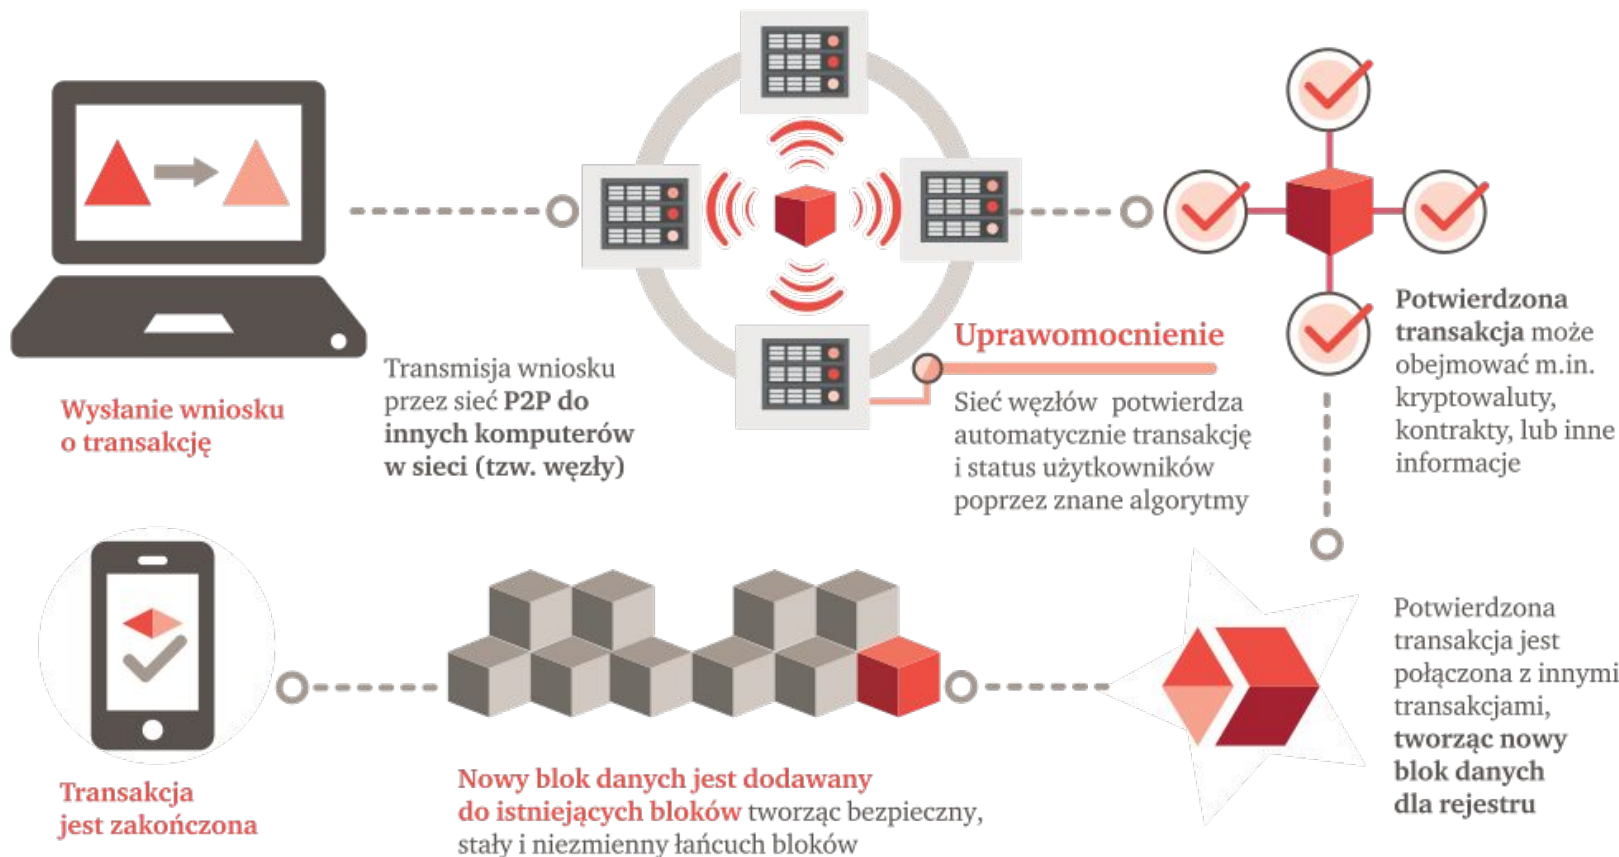 Wysłanie wniosku
o transakcję
Transmisja wniosku
przez sieć P2P do
innych komputerów
w sieci (tzw. węzły)
Uprawomocnienie
Sieć węzłów potwierdza
automatycznie transakcję
i status użytkowników
poprzez znane algorytmy
Potwierdzona
transakcja może
obejmować m.in.
kryptowaluty,
kontrakty, lub inne
informacje
Potwierdzona
transakcja jest
połączona z innymi
transakcjami,
tworząc nowy
blok danych
dla rejestru
Nowy blok danych jest dodawany
do istniejących bloków tworząc bezpieczny,
stały i niezmienny łańcuch bloków
Transakcja
jest zakończona